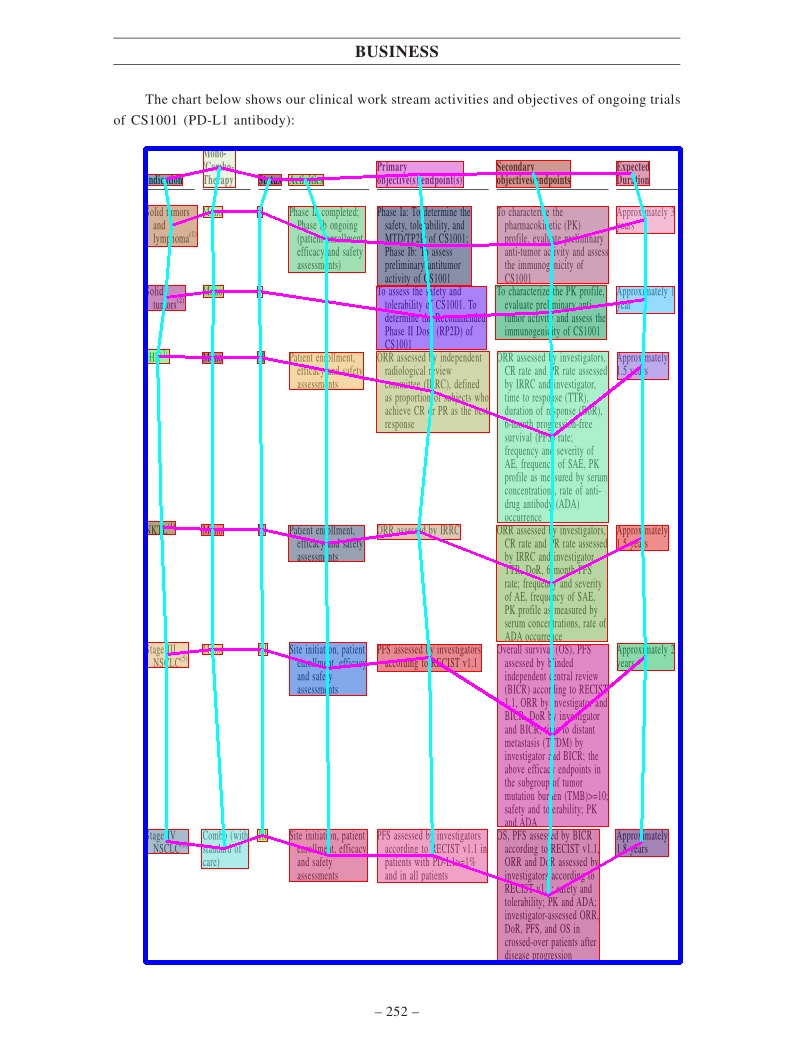 BUSINESS
The chart below shows our clinical work stream activities and objectives of ongoing trials
of CS1001 (PD-L1 antibody):
Mono-
Primary
Secondary
Expected
Indication
Therapy
Status
Activities
objective(s)/endpoint(s)
objectives/endpoints
Duration
Solid tumors
and
lymphoma
Phase Ia completed;
Phase Ib ongoing
(patient enrollment,
efficacy and safety
assessments)
Phase Ia: To determine the
safety, tolerability, and
MTD/TP2D of CS1001;
Phase Ib: To assess
preliminary antitumor
activity of CS1001
To characterize the
pharmacokinetic (PK)
profile, evaluate preliminary
anti-tumor activity and assess
the immunogenicity of
CS1001
Approximately 3
years
Solid
tumors
To assess the safety and
tolerability of CS1001. To
determine the Recommended
Phase II Dose (RP2D) of
CS1001
To characterize the PK profile,
evaluate preliminary anti-
tumor activity and assess the
immunogenicity of CS1001
Approximately 1
year
Mono
Patient enrollment,
efficacy and safety
assessments
ORR assessed by independent
radiological review
committee (IRRC), defined
as proportion of subjects who
achieve CR or PR as the best
response
ORR assessed by investigators,
CR rate and PR rate assessed
by IRRC and investigator,
time to response (TTR),
duration of response (DoR),
6-month progression-free
survival (PFS) rate;
frequency and severity of
AE, frequency of SAE, PK
profile as measured by serum
concentration, rate of anti-
drug antibody (ADA)
occurrence
Approximately
1.5 years
Mono
Patient enrollment,
efficacy and safety
assessments
ORR assessed by IRRC
ORR assessed by investigators,
CR rate and PR rate assessed
by IRRC and investigator,
TTR, DoR, 6 month PFS
rate; frequency and severity
of AE, frequency of SAE,
PK profile as measured by
serum concentrations, rate of
ADA occurrence
Approximately
1.5 years
Stage III
NSCLC
Site initiation, patient
enrollment, efficacy
and safety
assessments
PFS assessed by investigators
according to RECIST v1.1
Overall survival (OS), PFS
assessed by blinded
independent central review
(BICR) according to RECIST
1.1, ORR by investigator and
BICR, DoR by investigator
and BICR, time to distant
metastasis (TTDM) by
investigator and BICR; the
above efficacy endpoints in
the subgroup of tumor
mutation burden (TMB)>=10;
safety and tolerability; PK
and ADA
Approximately 2
years
Stage IV
NSCLC
Combo (with
standard of
care)
Site initiation, patient
enrollment, efficacy
and safety
assessments
PFS assessed by investigators
according to RECIST v1.1 in
patients with PD-L1>=1%
and in all patients
OS, PFS assessed by BICR
according to RECIST v1.1,
ORR and DoR assessed by
investigators according to
RECIST v1.1; safety and
tolerability; PK and ADA;
investigator-assessed ORR,
DoR, PFS, and OS in
crossed-over patients after
disease progression
Approximately
1.8 years
– 252 –